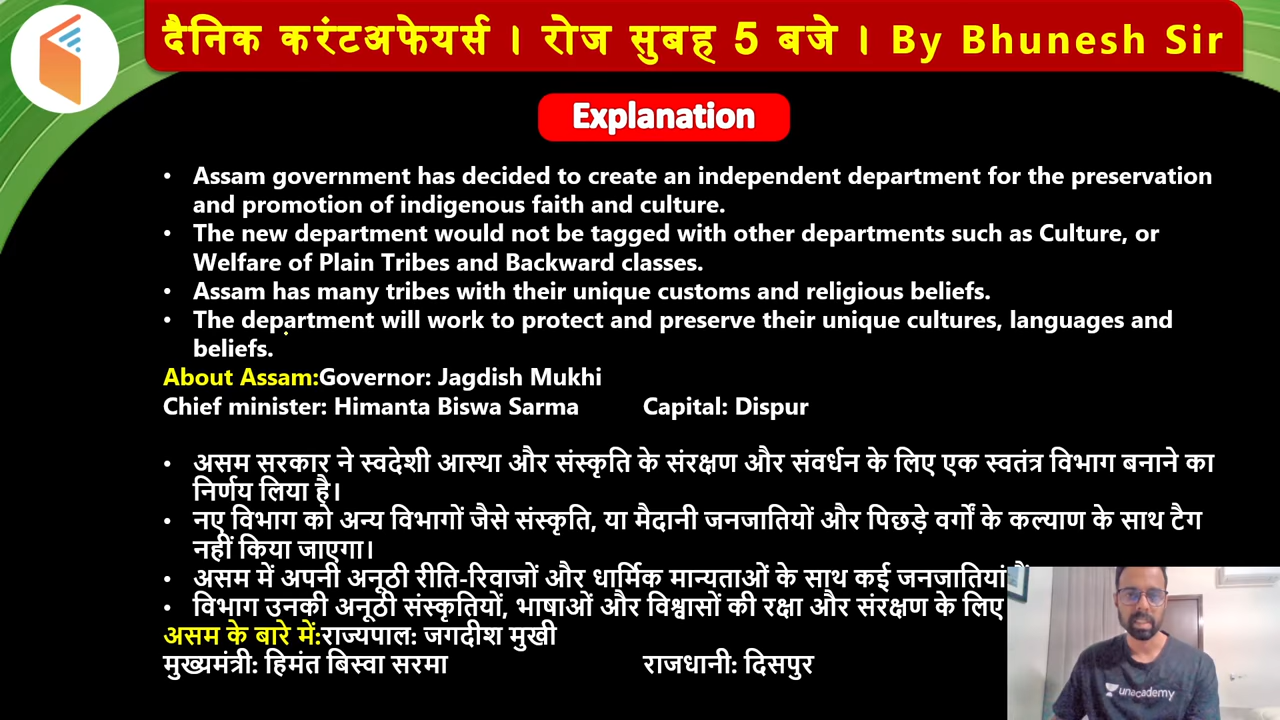 दैनिक करंटअफेयर्स । रोज सुबह 5 बजे । By Bhunesh Sir
Explanation
• Assam government has decided to create an independent department for the preservation
and promotion of indigenous faith and culture.
• The new department would not be tagged with other departments such as Culture, or
Welfare of Plain Tribes and Backward classes.
• Assam has many tribes with their unique customs and religious beliefs.
• The department will work to protect and preserve their unique cultures, languages and
beliefs.
About Assam:Governor: Jagdish Mukhi
Chief minister: Himanta Biswa Sarma Capital: Dispur
• असम सरकार ने स्वदेशी आस्था और संस्कृति के संरक्षण और संवर्धन के लिए एक स्वतंत्र विभाग बनाने का
निर्णय लिया है।
• नए विभाग को अन्य विभागों जैसे संस्कृति, या मैदानी जनजातियों और पिछड़े वर्गों के कल्याण के साथ टैग
नहीं किया जाएगा।
• असम में अपनी अनूठी रीति-रिवाजों और धार्मिक मान्यताओं के साथ कई जनजातियां
• विभाग उनकी अनूठी संस्कृतियों, भाषाओं और विश्वासों की रक्षा और संरक्षण के लिए
असम के बारे में:राज्यपाल: जगदीश मुखी
मुख्यमंत्री: हिमंत बिस्वा सरमा राजधानी: दिसपुर
unacademy